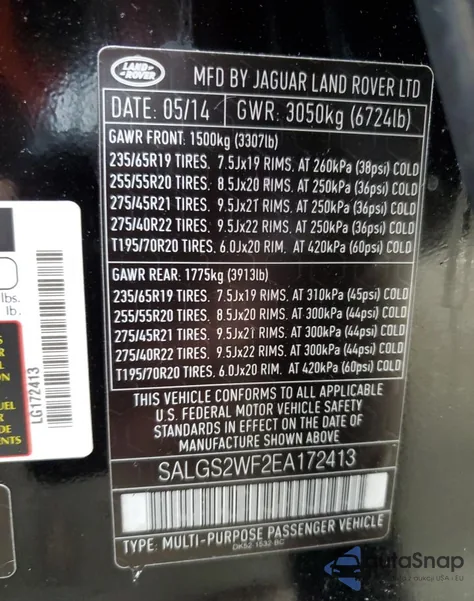 LAND ROVER
MFD BY JAGUAR LAND ROVER LTD
DATE: 05/14 GWR: 3050kg (6724lb)
GAWR FRONT: 1500kg (3307lb)
235/65R19 TIRES, 7.5Jx19 RIMS, AT 260kPa (38psi) COLD
255/55R20 TIRES, 8.5Jx20 RIMS, AT 250kPa (36psi) COLD
275/45R21 TIRES, 9.5Jx21 RIMS, AT 250kPa (36psi) COLD
275/40R22 TIRES, 9.5Jx22 RIMS, AT 250kPa (36psi) COLD
T195/70R20 TIRES, 6.0Jx20 RIM, AT 420kPa (60psi) COLD
GAWR REAR: 1775kg (3913lb)
235/65R19 TIRES, 7.5Jx19 RIMS, AT 310kPa (45psi) COLD
255/55R20 TIRES, 8.5Jx20 RIMS, AT 300kPa (44psi) COLD
275/45R21 TIRES, 9.5Jx21 RIMS, AT 300kPa (44psi) COLD
275/40R22 TIRES, 9.5Jx22 RIMS, AT 300kPa (44psi) COLD
T195/70R20 TIRES, 6.0Jx20 RIM, AT 420kPa (60psi) COLD
THIS VEHICLE CONFORMS TO ALL APPLICABLE
U.S. FEDERAL MOTOR VEHICLE SAFETY
STANDARDS IN EFFECT ON THE DATE OF
MANUFACTURE SHOWN ABOVE.
SALGS2WF2EA172413
TYPE: MULTI-PURPOSE PASSENGER VEHICLE
DK52-1532-BC
lbs.
lb.
LG172413
AutoSnap